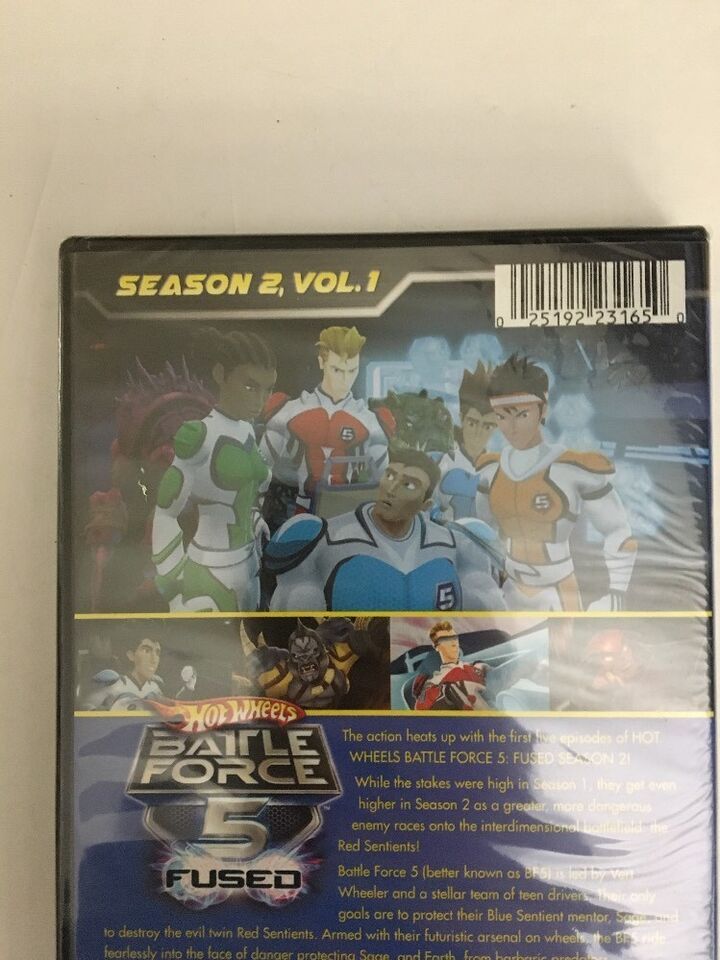 SEASON 2, VOL. 1
0 25192 23165 0
5
5
5
HOT WHEELS
BATTLE
FORCE
5™
FUSED
The action heats up with the first five episodes of HOT
WHEELS BATTLE FORCE 5: FUSED SEASON 2!
While the stakes were high in Season 1, they get even
higher in Season 2 as a greater, more dangerous
enemy races onto the interdimensional battlefield: the
Red Sentients!
Battle Force 5 (better known as BF5) is led by Vert
Wheeler and a stellar team of teen drivers. Their only
goals are to protect their Blue Sentient mentor, Sage, and
to destroy the evil twin Red Sentients. Armed with their futuristic arsenal on wheels, the BF5 ride
fearlessly into the face of danger protecting Sage, and Earth, from barbaric predators